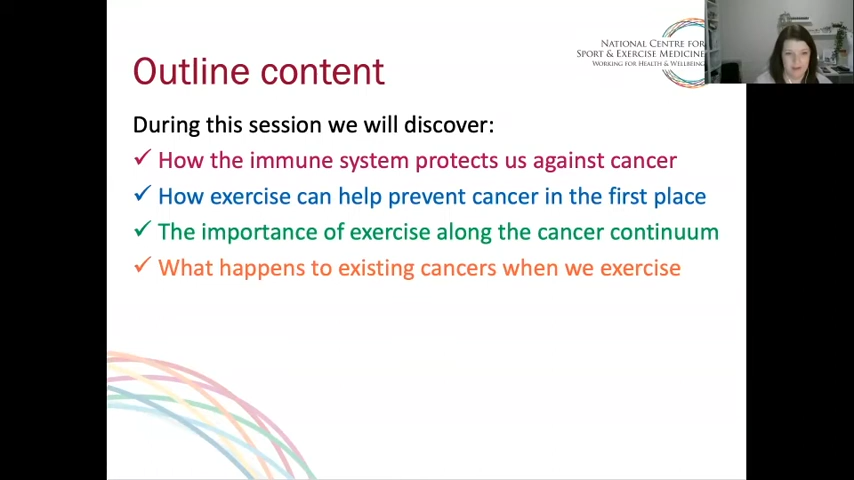 NATIONAL CENTRE FOR
SPORT & EXERCISE MEDICINE
WORKING FOR HEALTH & WELLBEING
Outline content
During this session we will discover:
✓ How the immune system protects us against cancer
✓ How exercise can help prevent cancer in the first place
✓ The importance of exercise along the cancer continuum
✓ What happens to existing cancers when we exercise